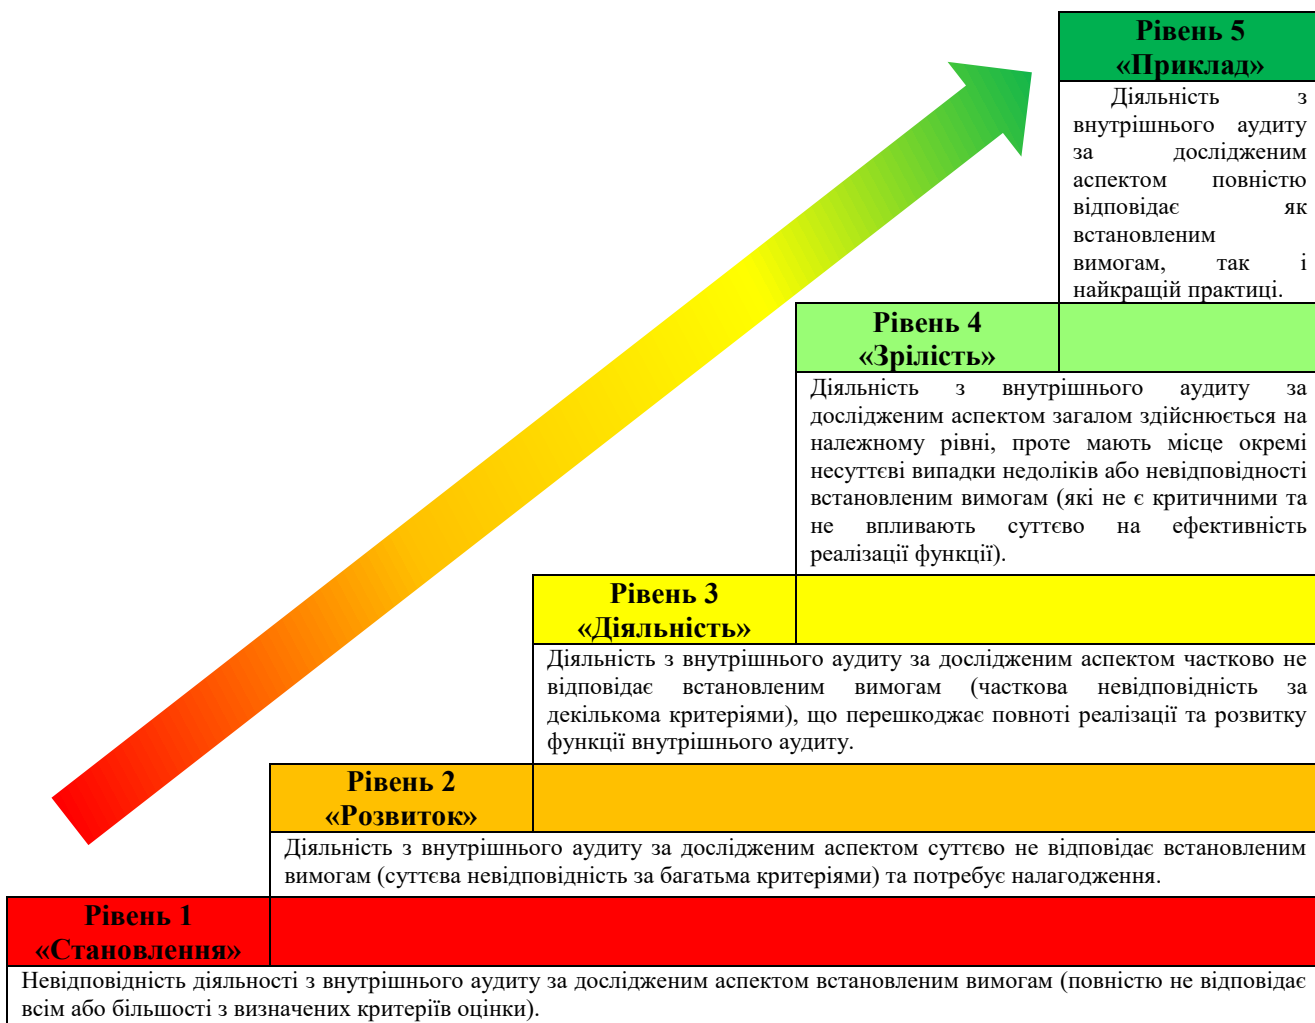 Рівень 5
«Приклад»
Діяльність з
внутрішнього аудиту
за дослідженим
аспектом повністю
відповідає як
встановленим
вимогам, так і
найкращій практиці.
Рівень 4
«Зрілість»
Діяльність з внутрішнього аудиту за
дослідженим аспектом загалом здійснюється на
належному рівні, проте мають місце окремі
несуттєві випадки недоліків або невідповідності
встановленим вимогам (які не є критичними та
не впливають суттєво на ефективність
реалізації функції).
Рівень 3
«Діяльність»
Діяльність з внутрішнього аудиту за дослідженим аспектом частково не
відповідає встановленим вимогам (часткова невідповідність за
декількома критеріями), що перешкоджає повноті реалізації та розвитку
функції внутрішнього аудиту.
Рівень 2
«Розвиток»
Діяльність з внутрішнього аудиту за дослідженим аспектом суттєво не відповідає встановленим
вимогам (суттєва невідповідність за багатьма критеріями) та потребує налагодження.
Рівень 1
«Становлення»
Невідповідність діяльності з внутрішнього аудиту за дослідженим аспектом встановленим вимогам (повністю не відповідає
всім або більшості з визначених критеріїв оцінки).